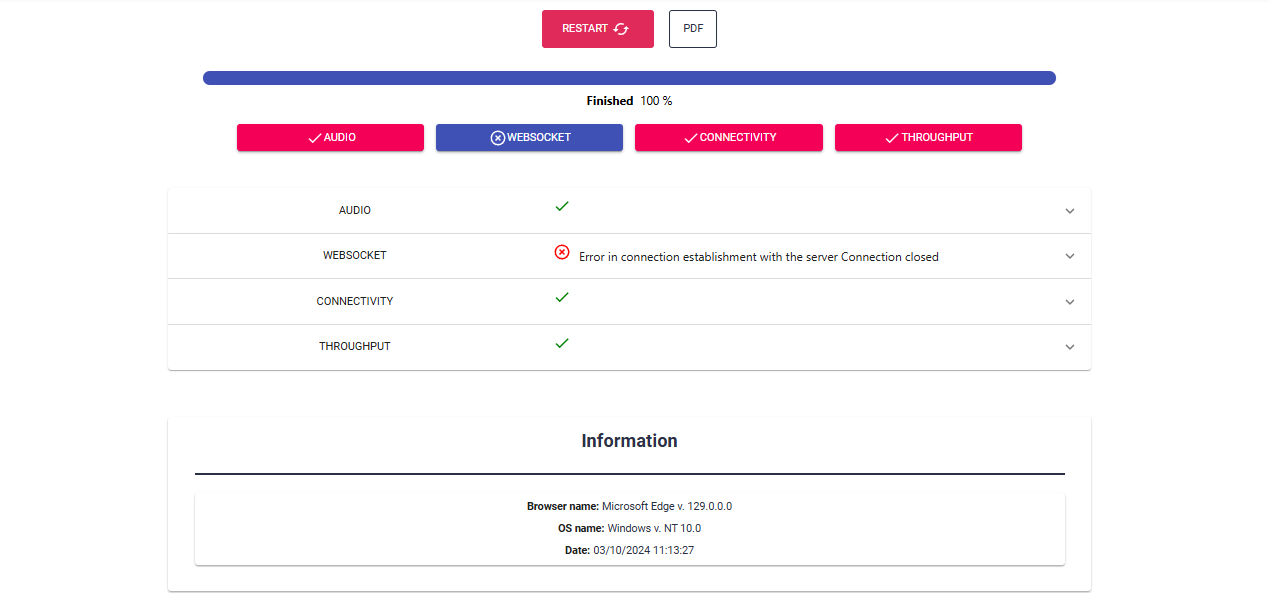 RESTART PDF
Finished 100 %
AUDIO WEBSOCKET CONNECTIVITY THROUGHPUT
AUDIO
WEBSOCKET Error in connection establishment with the server Connection closed
CONNECTIVITY
THROUGHPUT
Information
Browser name: Microsoft Edge v. 129.0.0.0
OS name: Windows v. NT 10.0
Date: 03/10/2024 11:13:27